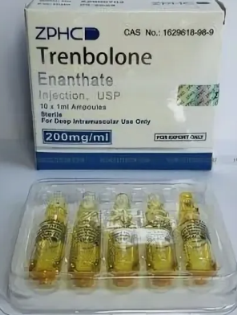 ZPHC
CAS No.: 1629618-98-9
Trenbolone
Enanthate
Injection, USP
10 x 1ml Ampoules
Sterile
For Deep Intramuscular Use Only
200mg/ml
FOR EXPORT ONLY